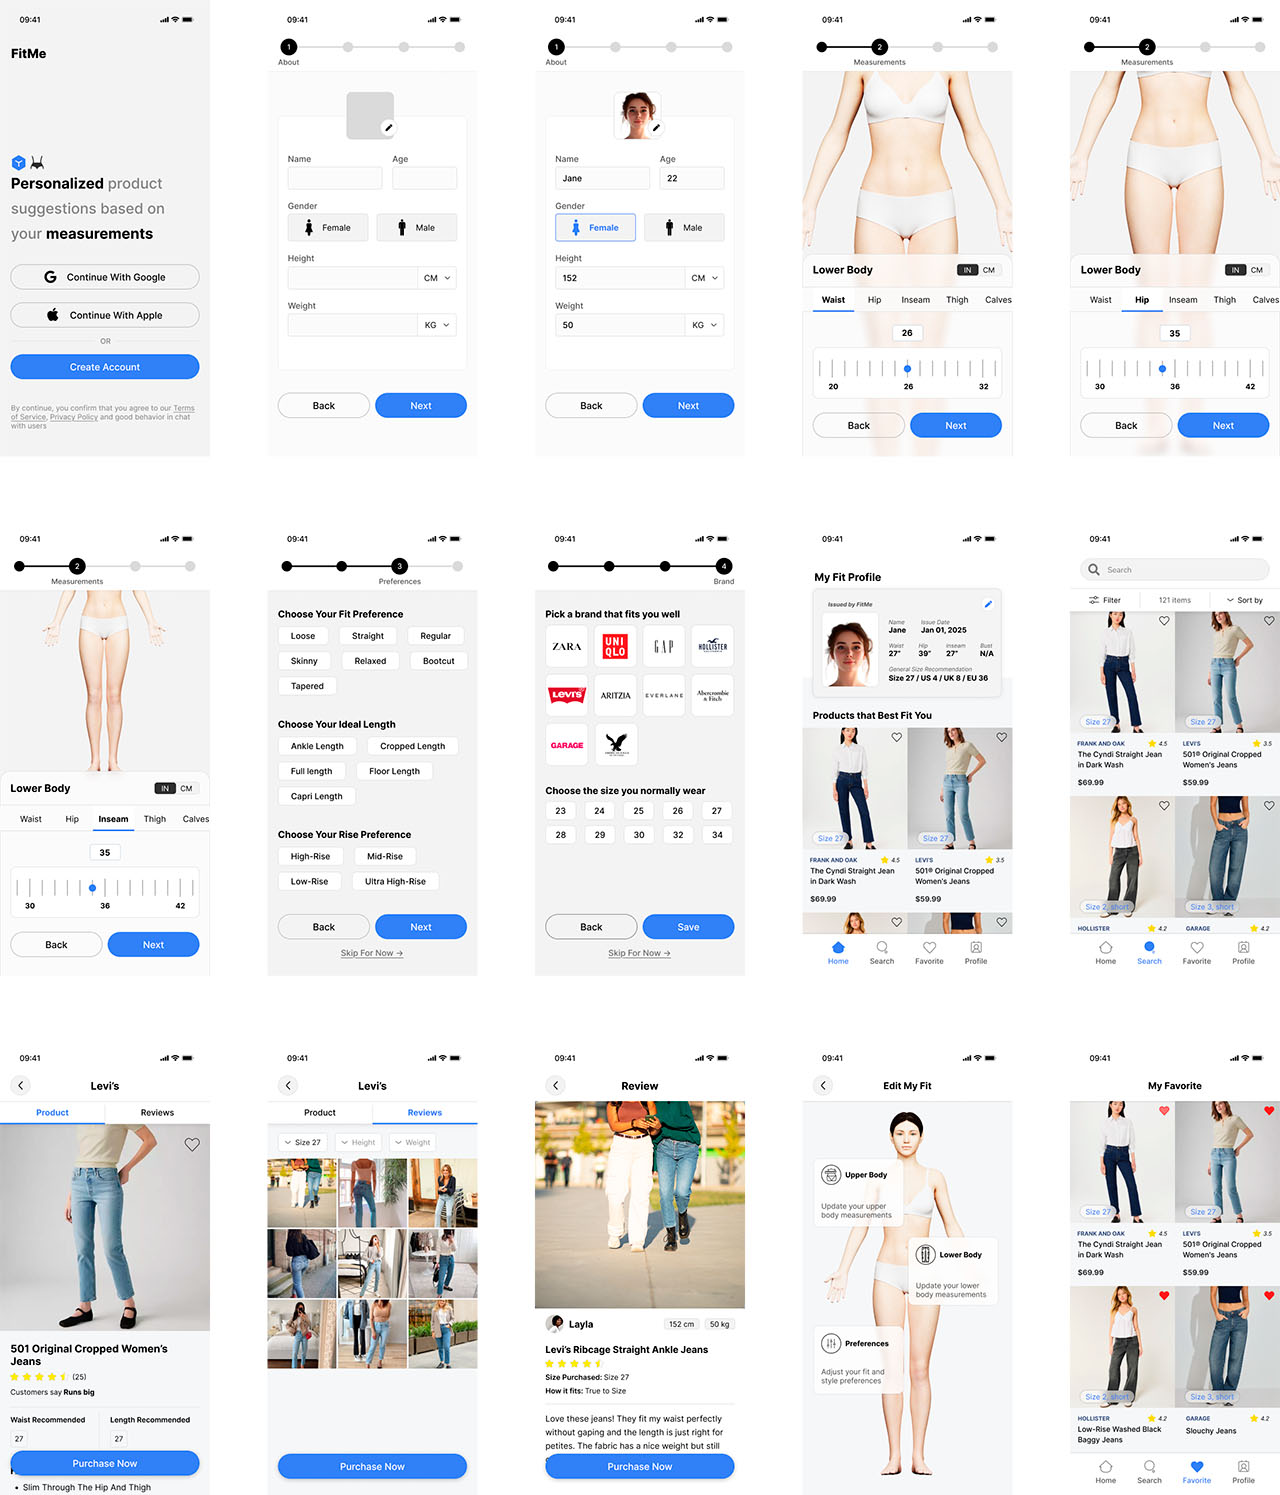 09:41
FitMe
Personalized product
suggestions based on
your measurements
Continue With Google
Continue With Apple
OR
Create Account
By continue, you confirm that you agree to our Terms
of Service, Privacy Policy and good behavior in chat
with users
09:41
1
About
Name Age
Gender
Female Male
Height
CM
Weight
KG
Back Next
09:41
1
About
Name Age
Jane 22
Gender
Female Male
Height
152 CM
Weight
50 KG
Back Next
09:41
2
Measurements
Lower Body IN CM
Waist Hip Inseam Thigh Calves
26
20 26 32
Back Next
09:41
2
Measurements
Lower Body IN CM
Waist Hip Inseam Thigh Calves
35
30 36 42
Back Next
09:41
2
Measurements
Lower Body IN CM
Waist Hip Inseam Thigh Calves
35
30 36 42
Back Next
09:41
3
Preferences
Choose Your Fit Preference
Loose Straight Regular
Skinny Relaxed Bootcut
Tapered
Choose Your Ideal Length
Ankle Length Cropped Length
Full length Floor Length
Capri Length
Choose Your Rise Preference
High-Rise Mid-Rise
Low-Rise Ultra High-Rise
Back Next
Skip For Now →
09:41
4
Brand
Pick a brand that fits you well
ZARA UNIQLO GAP HOLLISTER
LEVI'S ARITZIA EVERLANE Abercrombie & Fitch
GARAGE
Choose the size you normally wear
23 24 25 26 27
28 29 30 32 34
Back Save
Skip For Now →
09:41
My Fit Profile
Issued by FitMe
Name Issue Date
Jane Jan 01, 2025
Waist Hip Inseam Bust
27" 39" 27" N/A
General Size Recommendation
Size 27 / US 4 / UK 8 / EU 36
Products that Best Fit You
Size 27 Size 27
FRANK AND OAK 4.5 LEVI'S 3.5
The Cyndi Straight Jean 501® Original Cropped
in Dark Wash Women's Jeans
$69.99 $59.99
Home Search Favorite Profile
09:41
Search
Filter 121 items Sort by
Size 27 Size 27
FRANK AND OAK 4.5 LEVI'S 3.5
The Cyndi Straight Jean 501® Original Cropped
in Dark Wash Women's Jeans
$69.99 $59.99
Size 2, short Size 3, short
HOLLISTER 4.2 GARAGE 4.2
Home Search Favorite Profile
09:41
Levi's
Product Reviews
501 Original Cropped Women's
Jeans
(25)
Customers say Runs big
Waist Recommended Length Recommended
27 27
Purchase Now
Slim Through The Hip And Thigh
09:41
Levi's
Product Reviews
Size 27 Height Weight
Purchase Now
09:41
Review
Layla 152 cm 50 kg
Levi's Ribcage Straight Ankle Jeans
Size Purchased: Size 27
How it fits: True to Size
Love these jeans! They fit my waist perfectly
without gaping and the length is just right for
petites. The fabric has a nice weight but still
Purchase Now
09:41
Edit My Fit
Upper Body
Update your upper
body measurements
Lower Body
Update your lower
body measurements
Preferences
Adjust your fit and
style preferences
09:41
My Favorite
Size 27 Size 27
FRANK AND OAK 4.5 LEVI'S 3.5
The Cyndi Straight Jean 501® Original Cropped
in Dark Wash Women's Jeans
$69.99 $59.99
Size 2, short Size 3, short
HOLLISTER 4.2 GARAGE 4.2
Low-Rise Washed Black Slouchy Jeans
Baggy Jeans
Home Search Favorite Profile